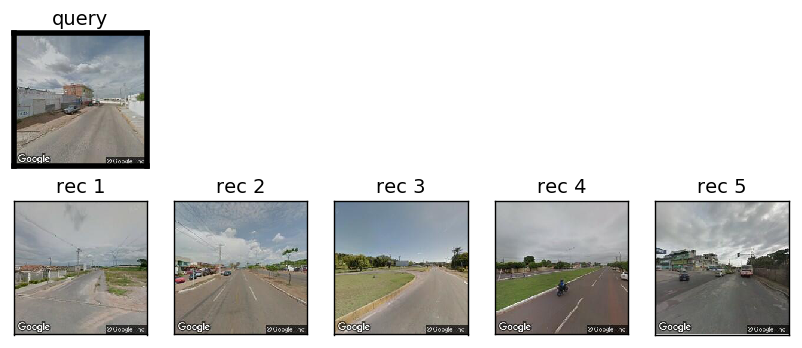 query
Google
© Google, Inc
rec 1
rec 2
rec 3
rec 4
rec 5
Google
© Google, Inc
Google
© Google, Inc
Google
© Google, Inc
Google
© Google, Inc
Google
© Google, Inc